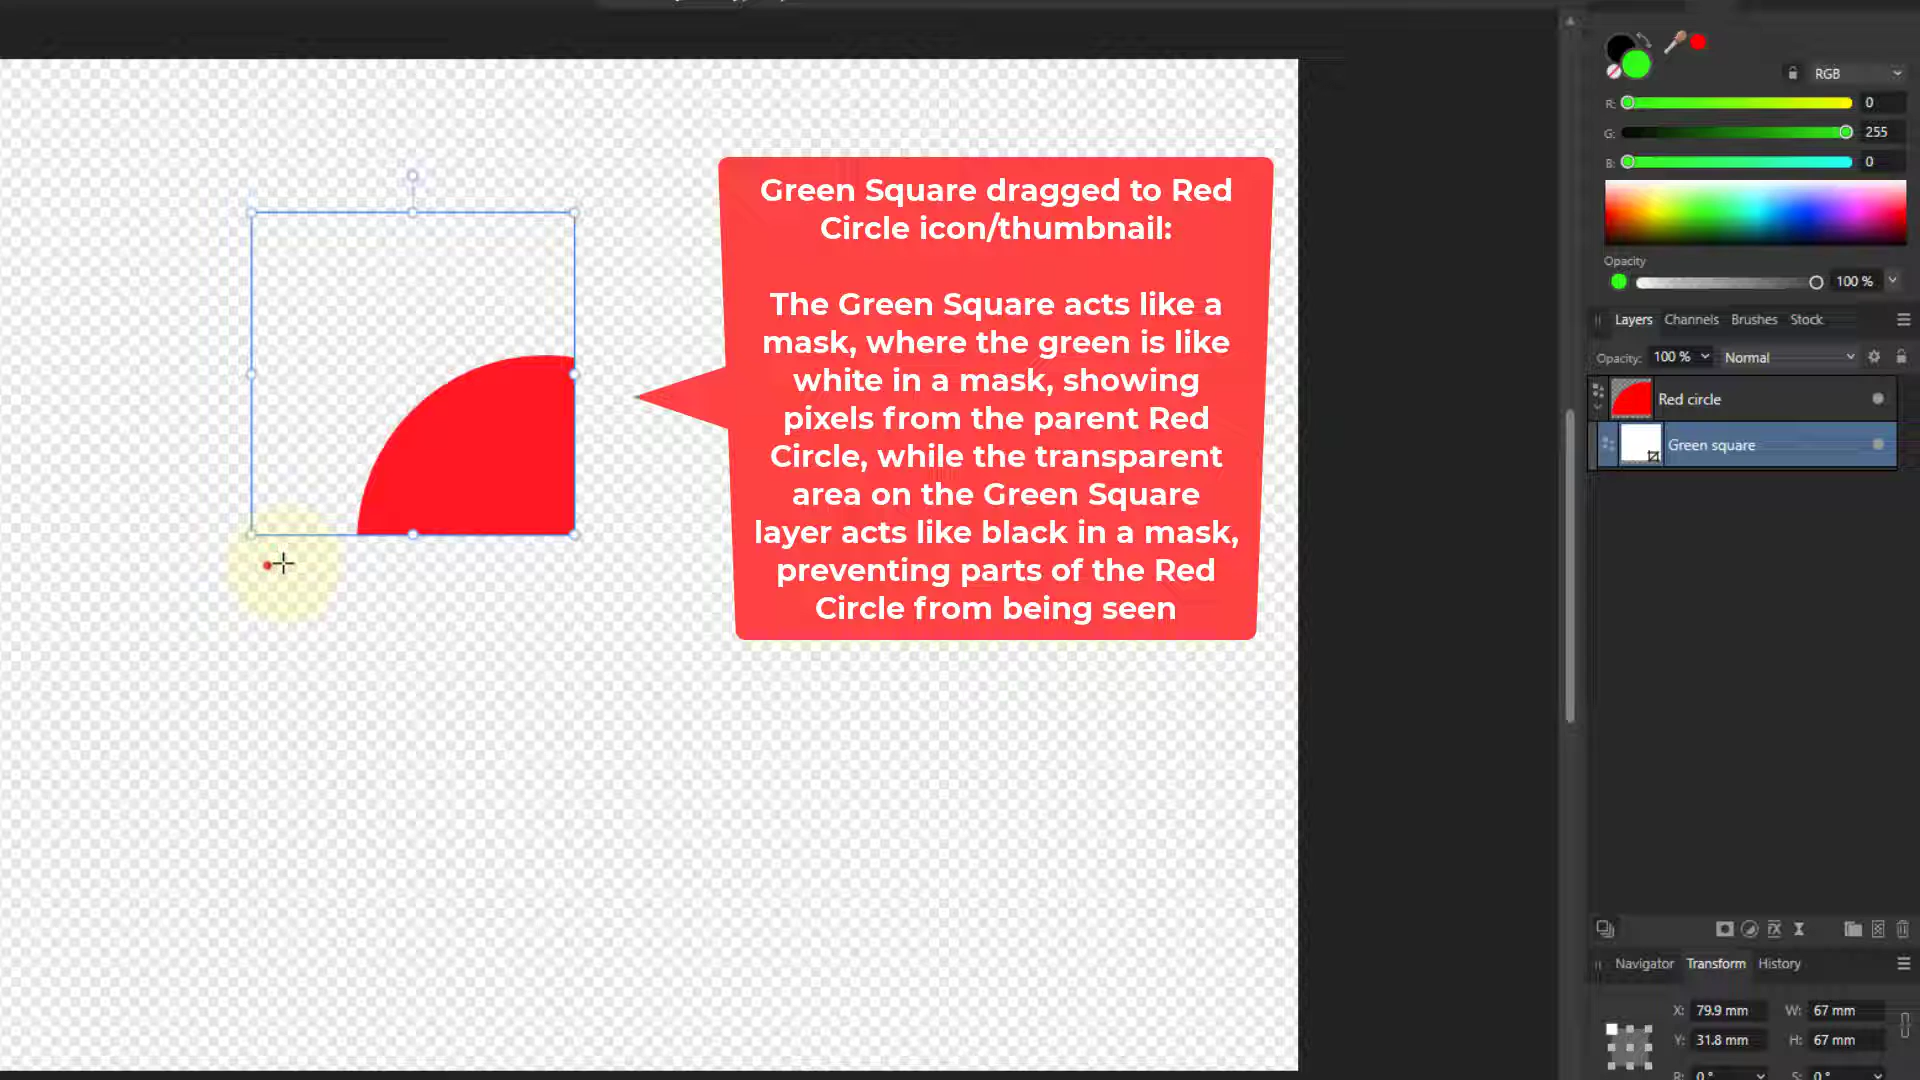 RGB
R: 0
G: 255
B: 0
Opacity
100 %
Layers Channels Brushes Stock
Opacity: 100 % Normal
Red circle
Green square
Green Square dragged to Red
Circle icon/thumbnail:
The Green Square acts like a
mask, where the green is like
white in a mask, showing
pixels from the parent Red
Circle, while the transparent
area on the Green Square
layer acts like black in a mask,
preventing parts of the Red
Circle from being seen
Navigator Transform History
X: 79.9 mm W: 67 mm
Y: 31.8 mm H: 67 mm
R: 0 ° S: 0 °